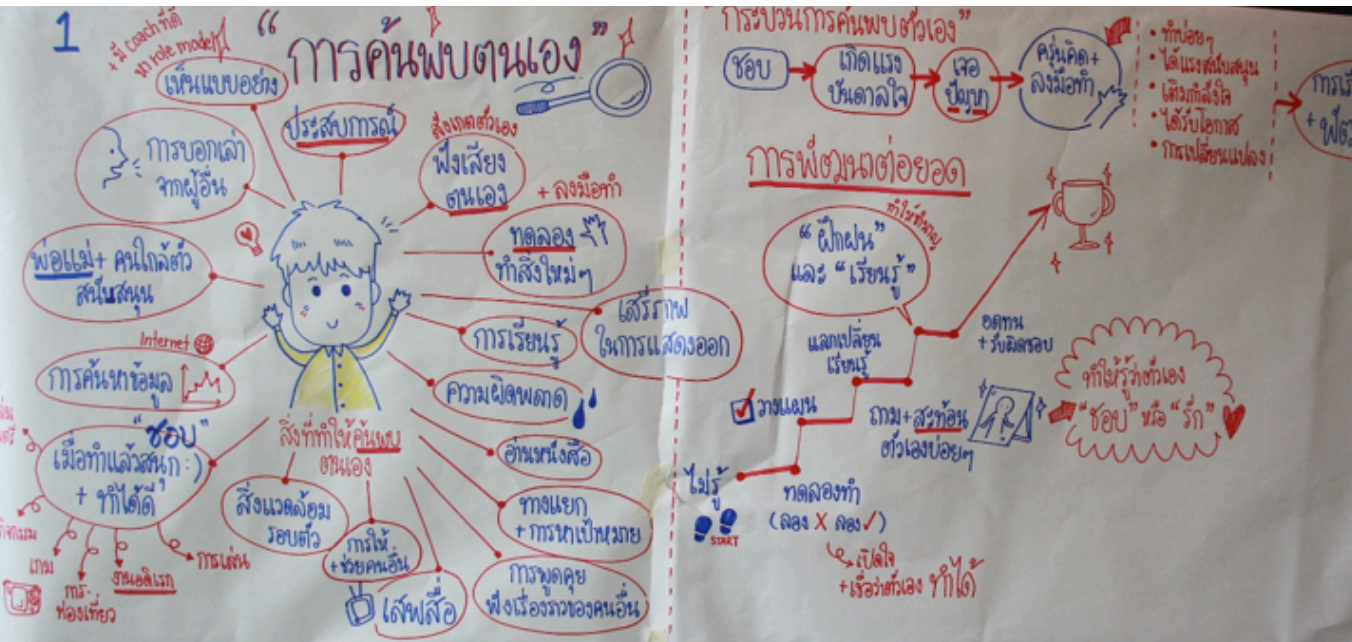 1
+ มี coach ที่ดี
หา role model
เห็นแบบอย่าง
“การค้นพบตนเอง”
ประสบการณ์
การบอกเล่า
จากผู้อื่น
สังเกตตัวเอง
ฟังเสียง
ตนเอง
+ ลงมือทำ
ทดลอง
ทำสิ่งใหม่ๆ
พ่อแม่ + คนใกล้ตัว
สนับสนุน
เสรีภาพ
ในการแสดงออก
การเรียนรู้
Internet
การค้นหาข้อมูล
ความผิดพลาด
สิ่งที่ทำให้ค้นพบ
ตนเอง
“ชอบ”
เมื่อทำแล้วสนุก :)
+ ทำได้ดี
อ่านหนังสือ
สิ่งแวดล้อม
รอบตัว
ทางแยก
+ การหาเป้าหมาย
การให้
+ ช่วยคนอื่น
เสพสื่อ
การพูดคุย
ฟังเรื่องราวของคนอื่น
เกม
การ-
ท่องเที่ยว
งานอดิเรก
การเล่น
“กระบวนการค้นพบตัวเอง”
ชอบ
เกิดแรง
บันดาลใจ
เจอ
ปัญหา
ครุ่นคิด +
ลงมือทำ
• ทำบ่อยๆ
• ได้แรงสนับสนุน
• เติมกำลังใจ
• ได้รับโอกาส
• การเปลี่ยนแปลง
การพัฒนาต่อยอด
ทำให้ชำนาญ
“ฝึกฝน”
และ “เรียนรู้”
อดทน
+ รับผิดชอบ
แลกเปลี่ยน
เรียนรู้
วางแผน
ถาม + สะท้อน
ตัวเองบ่อยๆ
ทำให้รู้ว่าตัวเอง
“ชอบ” หรือ “รัก”
ไม่รู้
START
ทดลองทำ
(ลอง X ลอง ✓)
เปิดใจ
+ เชื่อว่าตัวเอง ทำได้